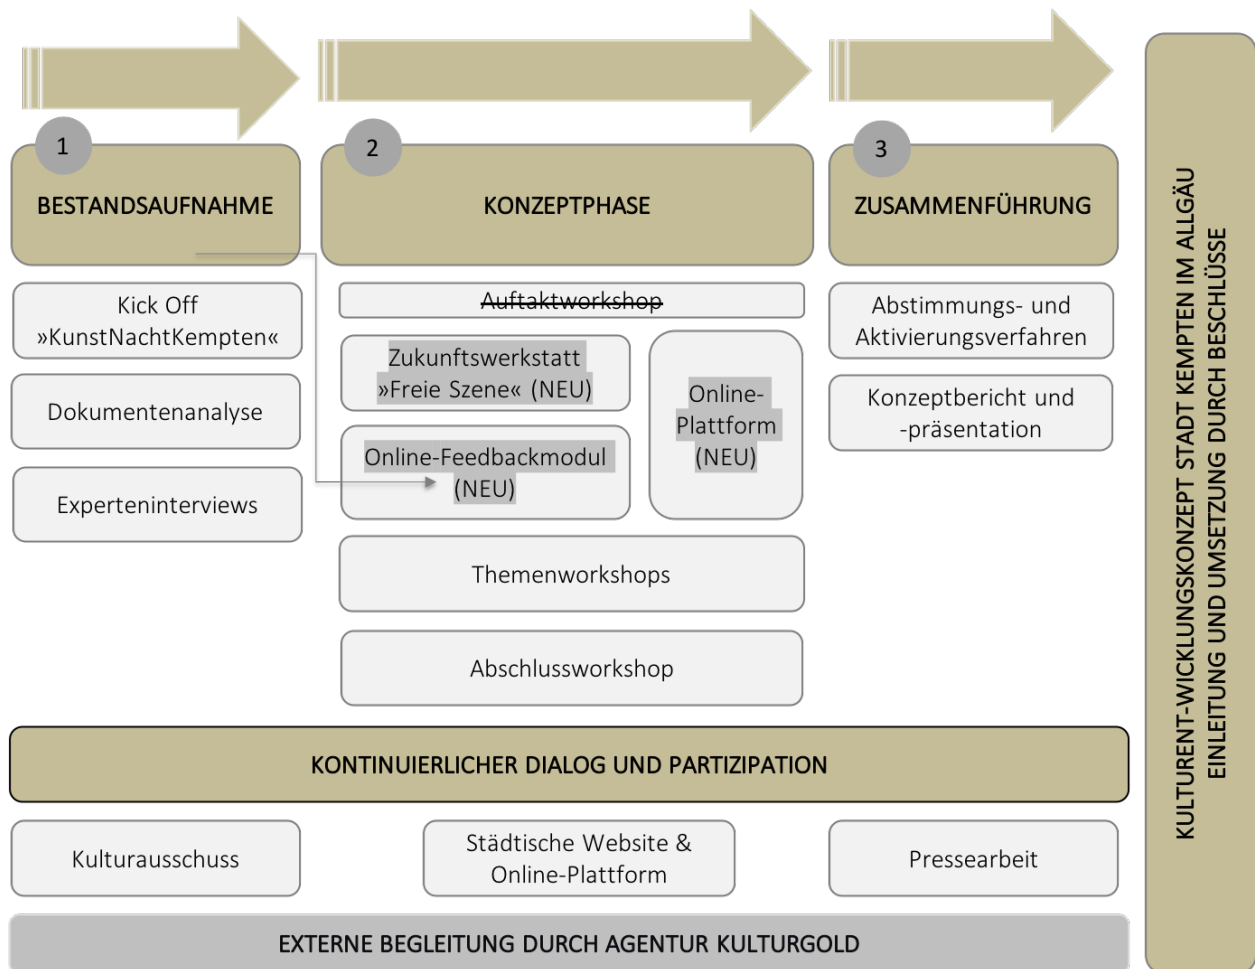 1
BESTANDSAUFNAHME
Kick Off
»KunstNachtKempten«
Dokumentenanalyse
Experteninterviews
2
KONZEPTPHASE
Auftaktworkshop
Zukunftswerkstatt
»Freie Szene« (NEU)
Online-Feedbackmodul
(NEU)
Online-
Plattform
(NEU)
Themenworkshops
Abschlussworkshop
3
ZUSAMMENFÜHRUNG
Abstimmungs- und
Aktivierungsverfahren
Konzeptbericht und
-präsentation
KONTINUIERLICHER DIALOG UND PARTIZIPATION
Kulturausschuss
Städtische Website &
Online-Plattform
Pressearbeit
EXTERNE BEGLEITUNG DURCH AGENTUR KULTURGOLD
KULTURENT-WICKLUNGSKONZEPT STADT KEMPTEN IM ALLGÄU
EINLEITUNG UND UMSETZUNG DURCH BESCHLÜSSE